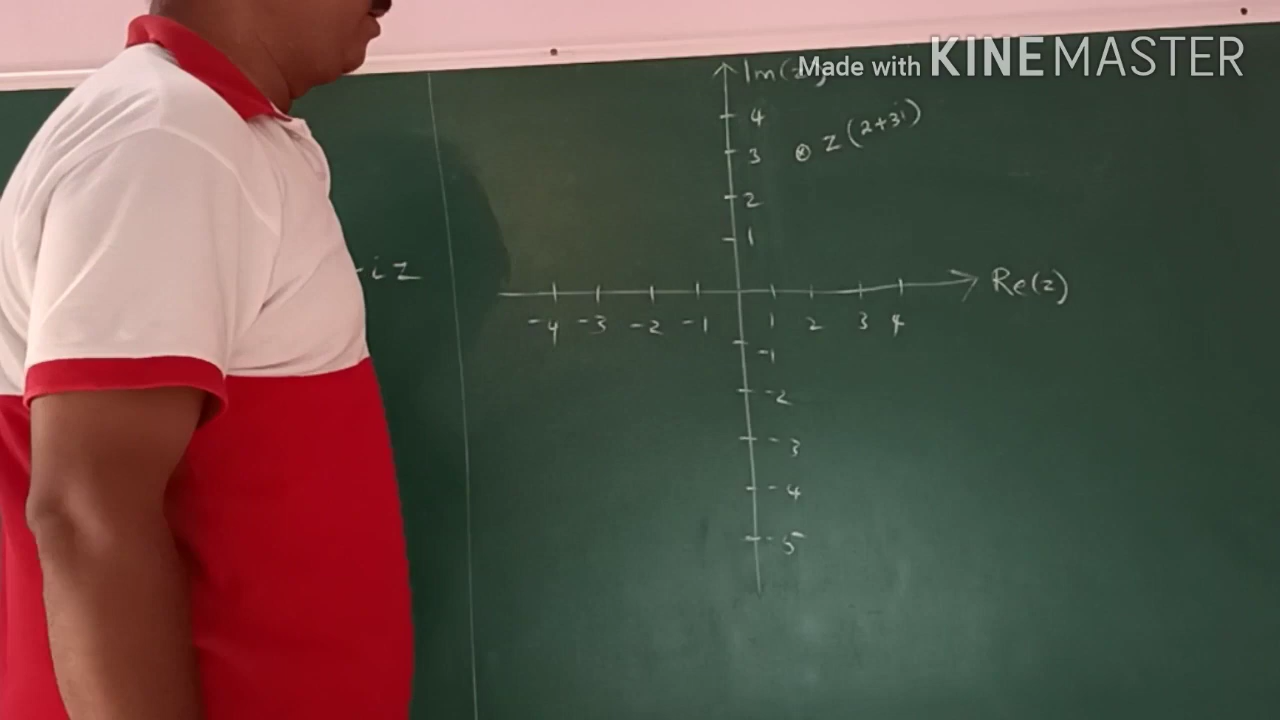 Made with KINEMASTER
Im(z)
4
z (2+3i)
3
2
1
-iz
Re(z)
-4 -3 -2 -1 1 2 3 4
-1
-2
-3
-4
-5